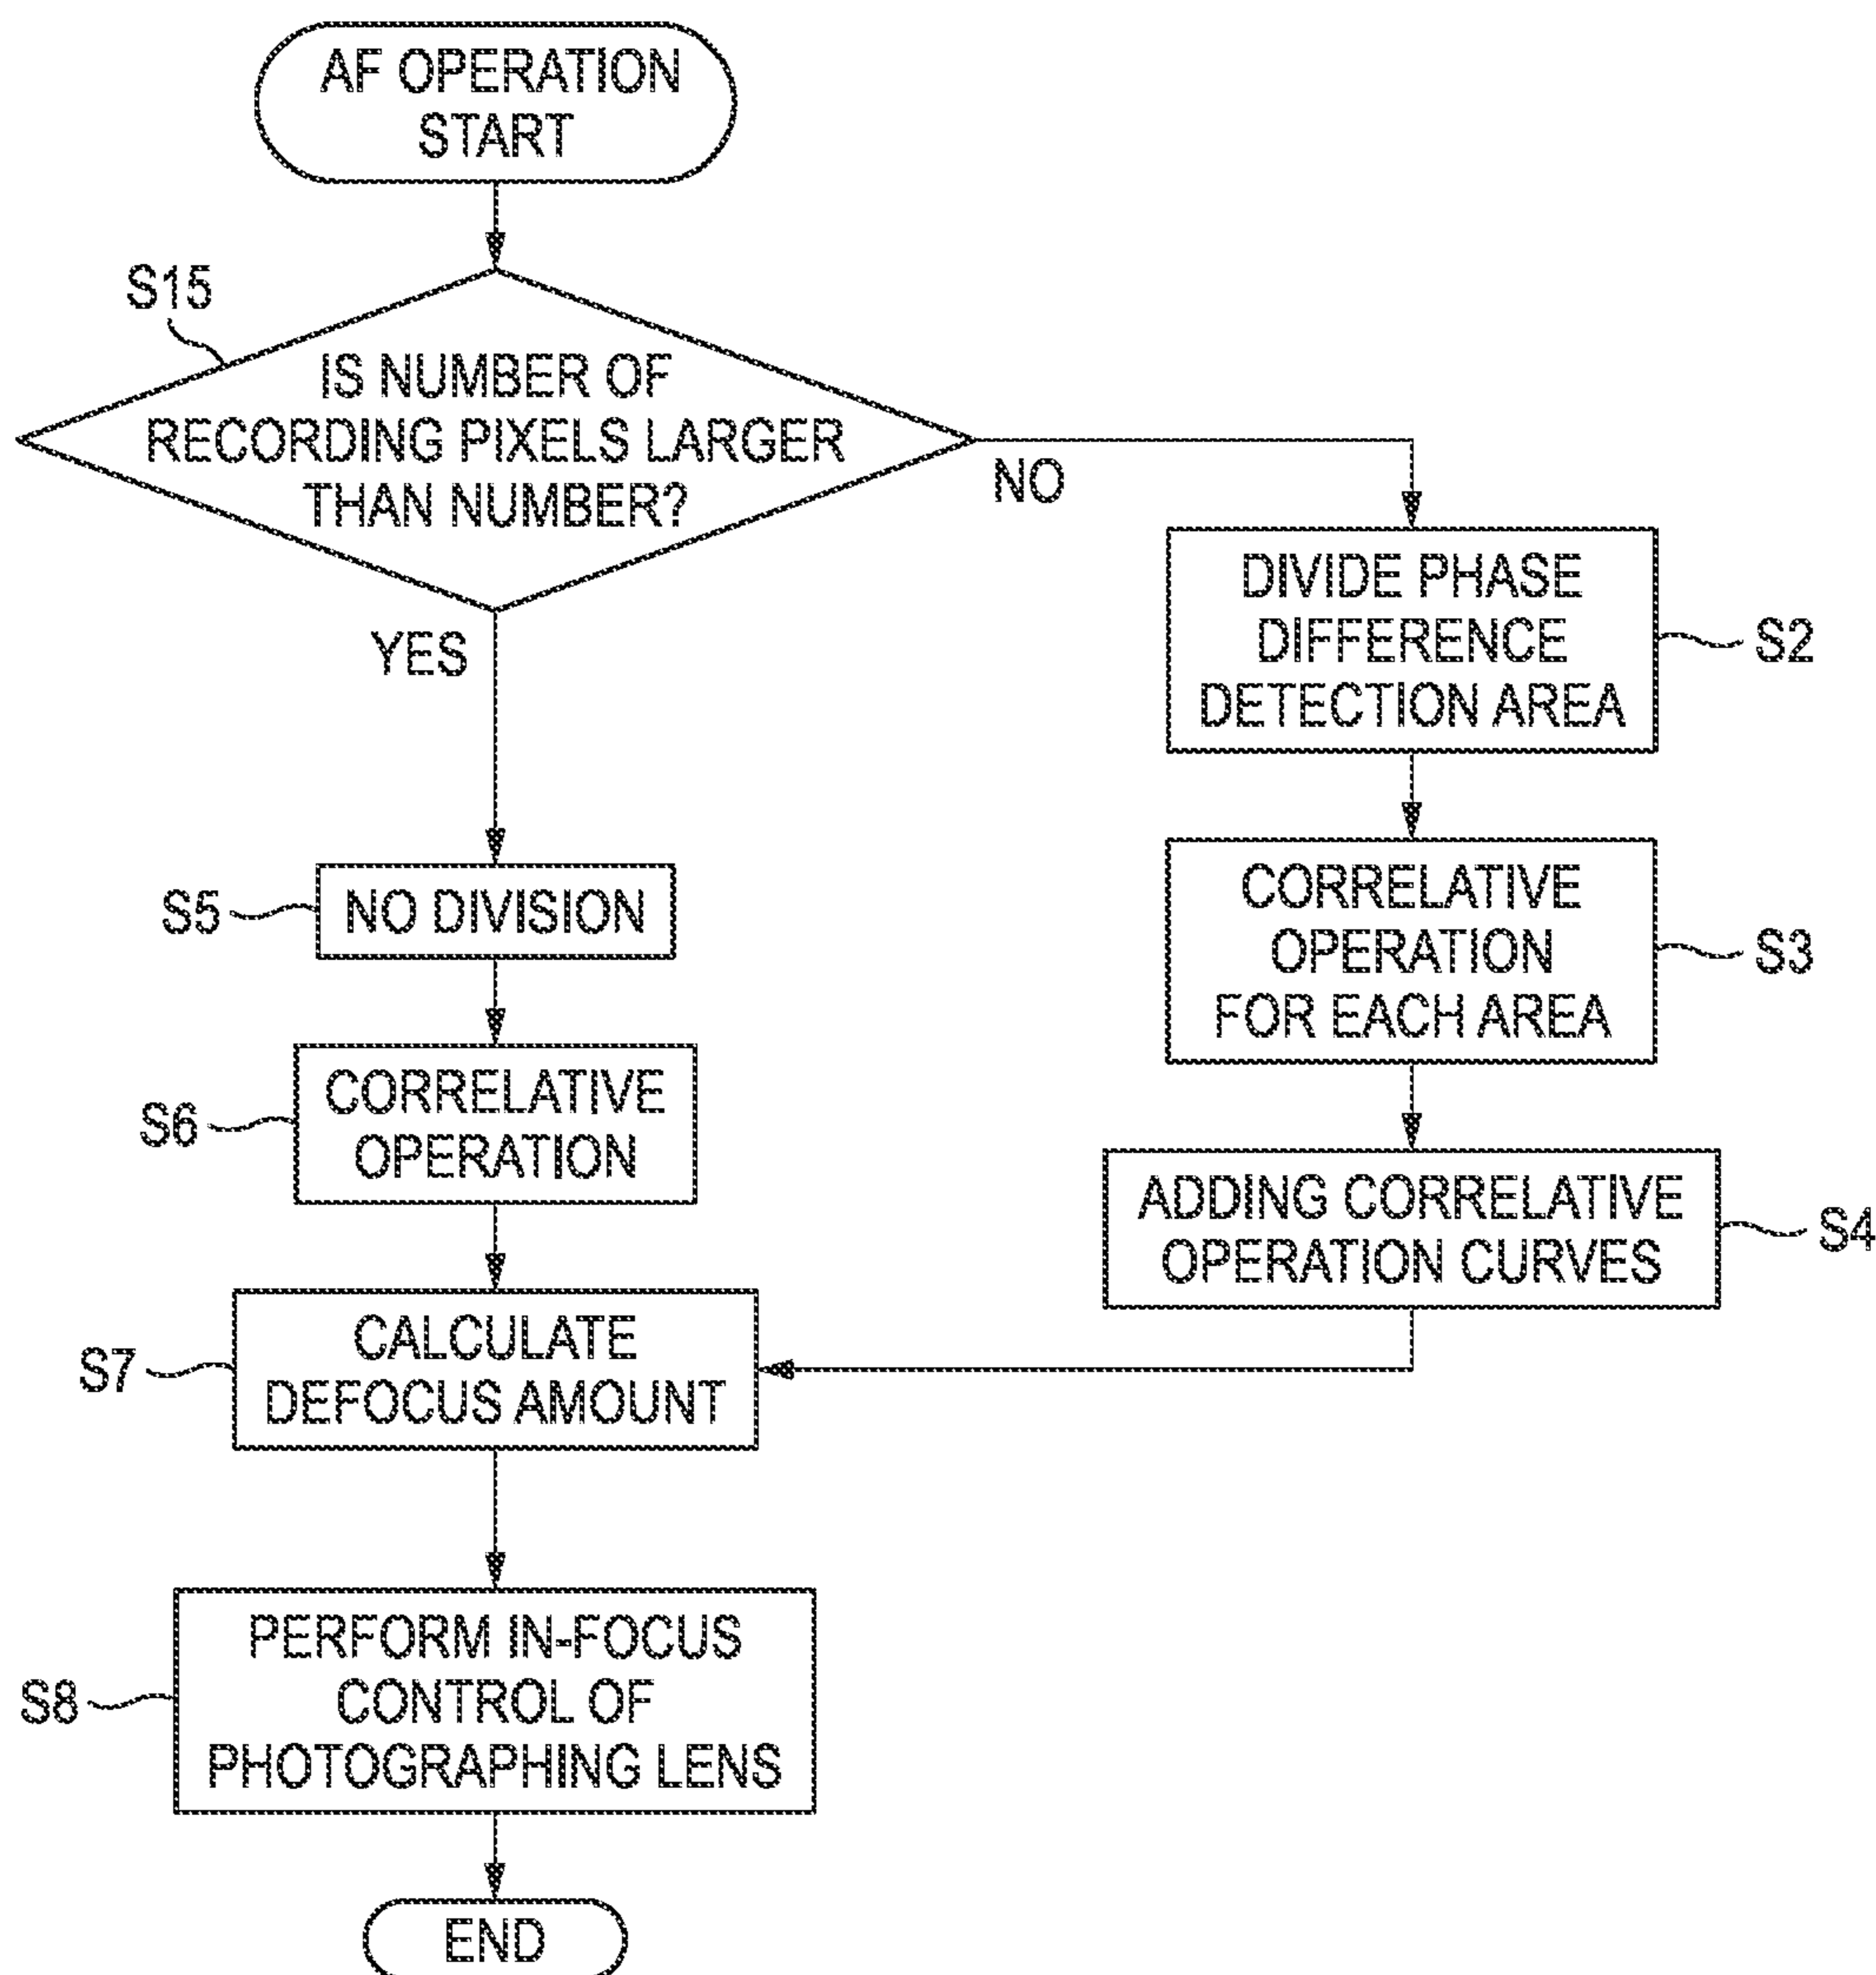 AF OPERATION
START
S15
IS NUMBER OF
RECORDING PIXELS LARGER
THAN NUMBER?
NO
YES
DIVIDE PHASE
DIFFERENCE
DETECTION AREA
S2
CORRELATIVE
OPERATION
FOR EACH AREA
S3
S5
NO DIVISION
S6
CORRELATIVE
OPERATION
ADDING CORRELATIVE
OPERATION CURVES
S4
S7
CALCULATE
DEFOCUS AMOUNT
S8
PERFORM IN-FOCUS
CONTROL OF
PHOTOGRAPHING LENS
END